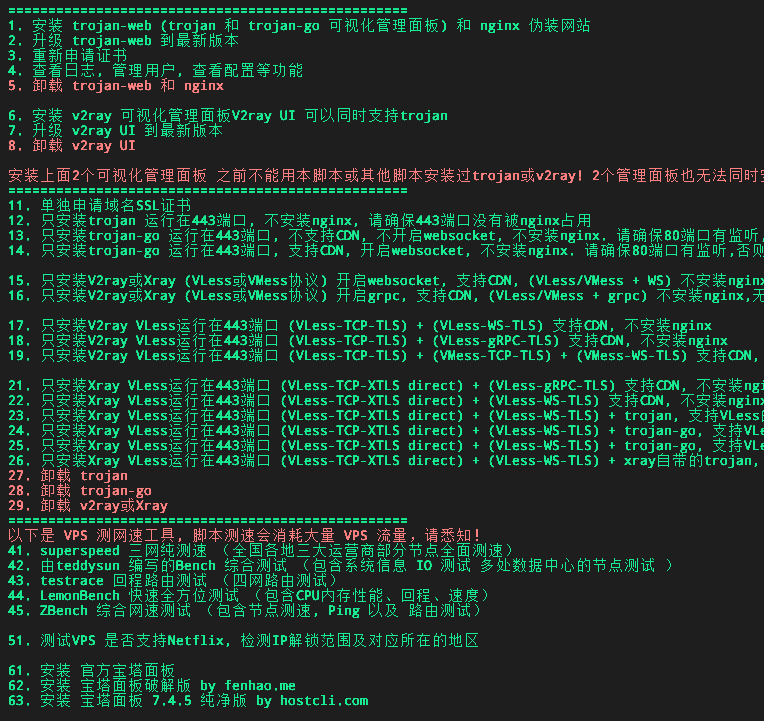 ==================================================
1. 安装 trojan-web (trojan 和 trojan-go 可视化管理面板) 和 nginx 伪装网站
2. 升级 trojan-web 到最新版本
3. 重新申请证书
4. 查看日志, 管理用户, 查看配置等功能
5. 卸载 trojan-web 和 nginx
6. 安装 v2ray 可视化管理面板V2ray UI 可以同时支持trojan
7. 升级 v2ray UI 到最新版本
8. 卸载 v2ray UI
安装上面2个可视化管理面板 之前不能用本脚本或其他脚本安装过trojan或v2ray! 2个管理面板也无法同时安
==================================================
11. 单独申请域名SSL证书
12. 只安装trojan 运行在443端口, 不安装nginx, 请确保443端口没有被nginx占用
13. 只安装trojan-go 运行在443端口, 不支持CDN, 不开启websocket, 不安装nginx. 请确保80端口有监听,
14. 只安装trojan-go 运行在443端口, 支持CDN, 开启websocket, 不安装nginx. 请确保80端口有监听,否则
15. 只安装V2ray或Xray (VLess或VMess协议) 开启websocket, 支持CDN, (VLess/VMess + WS) 不安装nginx
16. 只安装V2ray或Xray (VLess或VMess协议) 开启grpc, 支持CDN, (VLess/VMess + grpc) 不安装nginx,无
17. 只安装V2ray VLess运行在443端口 (VLess-TCP-TLS) + (VLess-WS-TLS) 支持CDN, 不安装nginx
18. 只安装V2ray VLess运行在443端口 (VLess-TCP-TLS) + (VLess-gRPC-TLS) 支持CDN, 不安装nginx
19. 只安装V2ray VLess运行在443端口 (VLess-TCP-TLS) + (VMess-TCP-TLS) + (VMess-WS-TLS) 支持CDN,
21. 只安装Xray VLess运行在443端口 (VLess-TCP-XTLS direct) + (VLess-gRPC-TLS) 支持CDN, 不安装ngi
22. 只安装Xray VLess运行在443端口 (VLess-TCP-XTLS direct) + (VLess-WS-TLS) 支持CDN, 不安装nginx
23. 只安装Xray VLess运行在443端口 (VLess-TCP-XTLS direct) + (VLess-WS-TLS) + trojan, 支持VLess的
24. 只安装Xray VLess运行在443端口 (VLess-TCP-XTLS direct) + (VLess-WS-TLS) + trojan-go, 支持VLe
25. 只安装Xray VLess运行在443端口 (VLess-TCP-XTLS direct) + (VLess-WS-TLS) + trojan-go, 支持VLe
26. 只安装Xray VLess运行在443端口 (VLess-TCP-XTLS direct) + (VLess-WS-TLS) + xray自带的trojan,
27. 卸载 trojan
28. 卸载 trojan-go
29. 卸载 v2ray或Xray
==================================================
以下是 VPS 测网速工具, 脚本测速会消耗大量 VPS 流量，请悉知!
41. superspeed 三网纯测速 （全国各地三大运营商部分节点全面测速）
42. 由teddysun 编写的Bench 综合测试 （包含系统信息 IO 测试 多处数据中心的节点测试 ）
43. testrace 回程路由测试 （四网路由测试）
44. LemonBench 快速全方位测试 （包含CPU内存性能、回程、速度）
45. ZBench 综合网速测试 （包含节点测速, Ping 以及 路由测试）
51. 测试VPS 是否支持Netflix, 检测IP解锁范围及对应所在的地区
61. 安装 官方宝塔面板
62. 安装 宝塔面板破解版 by fenhao.me
63. 安装 宝塔面板 7.4.5 纯净版 by hostcli.com